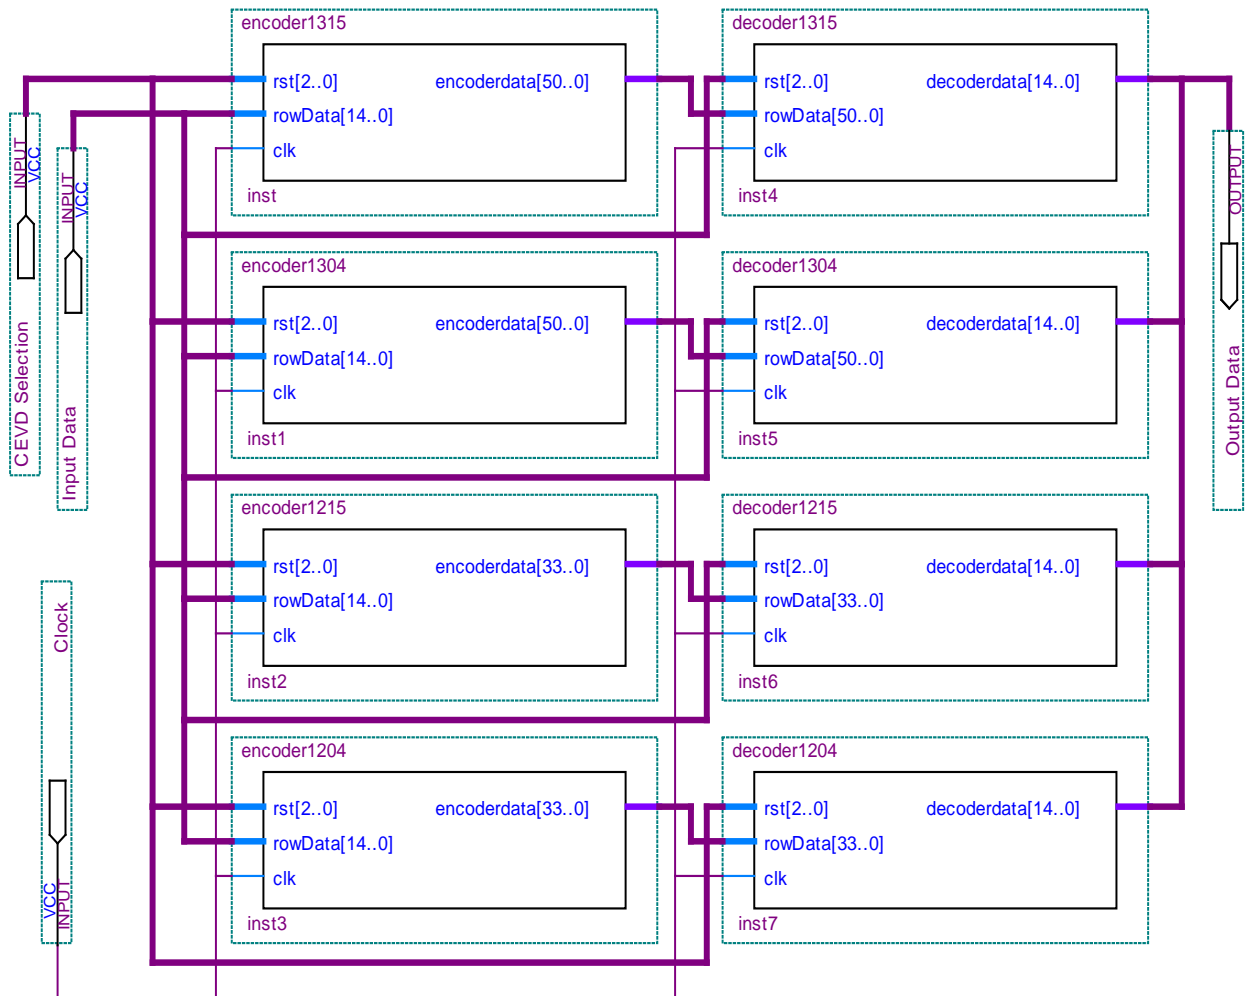 encoder1315
rst[2..0]
encoderdata[50..0]
rowData[14..0]
clk
inst
decoder1315
rst[2..0]
decoderdata[14..0]
rowData[50..0]
clk
inst4
INPUT
VCC
CEVD Selection
INPUT
VCC
Input Data
OUTPUT
Output Data
encoder1304
rst[2..0]
encoderdata[50..0]
rowData[14..0]
clk
inst1
decoder1304
rst[2..0]
decoderdata[14..0]
rowData[50..0]
clk
inst5
encoder1215
rst[2..0]
encoderdata[33..0]
rowData[14..0]
clk
inst2
decoder1215
rst[2..0]
decoderdata[14..0]
rowData[33..0]
clk
inst6
Clock
VCC
INPUT
encoder1204
rst[2..0]
encoderdata[33..0]
rowData[14..0]
clk
inst3
decoder1204
rst[2..0]
decoderdata[14..0]
rowData[33..0]
clk
inst7